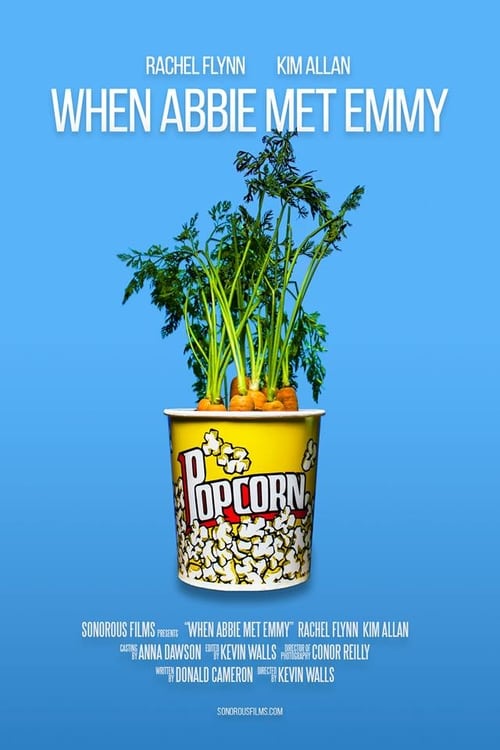 RACHEL FLYNN KIM ALLAN
WHEN ABBIE MET EMMY
POPCORN
SONOROUS FILMS PRESENTS "WHEN ABBIE MET EMMY" RACHEL FLYNN KIM ALLAN
CASTING BY ANNA DAWSON EDITED BY KEVIN WALLS DIRECTOR OF PHOTOGRAPHY CONOR REILLY
WRITTEN BY DONALD CAMERON DIRECTED BY KEVIN WALLS
SONOROUSFILMS.COM